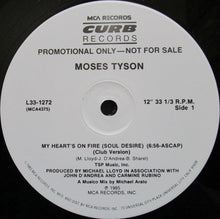 MCA RECORDS
CURB
RECORDS
PROMOTIONAL ONLY—NOT FOR SALE
MOSES TYSON
L33-1272
(MCA4375)
12" 33 1/3 R.P.M.
Side 1
MY HEART'S ON FIRE (SOUL DESIRE) (6:56-ASCAP)
(Club Version)
(M. Lloyd-J. D'Andrea-B. Sharel)
TSP Music, Inc.
PRODUCED BY MICHAEL LLOYD IN ASSOCIATION
WITH JOHN D'ANDREA AND CARMINE RUBINO
A Musico Mix by Michael Arato
℗ 1985
MCA RECORDS, INC.